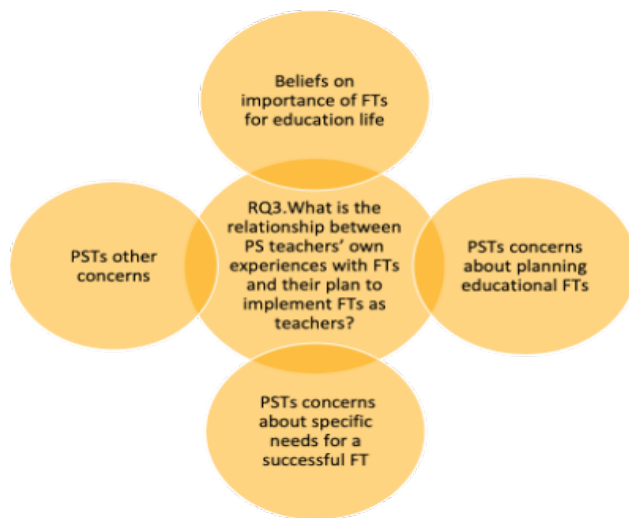 Beliefs on
importance of FTs
for education life
PSTs other
concerns
RQ3.What is the
relationship between
PS teachers’ own
experiences with FTs
and their plan to
implement FTs as
teachers?
PSTs concerns
about planning
educational FTs
PSTs concerns
about specific
needs for a
successful FT